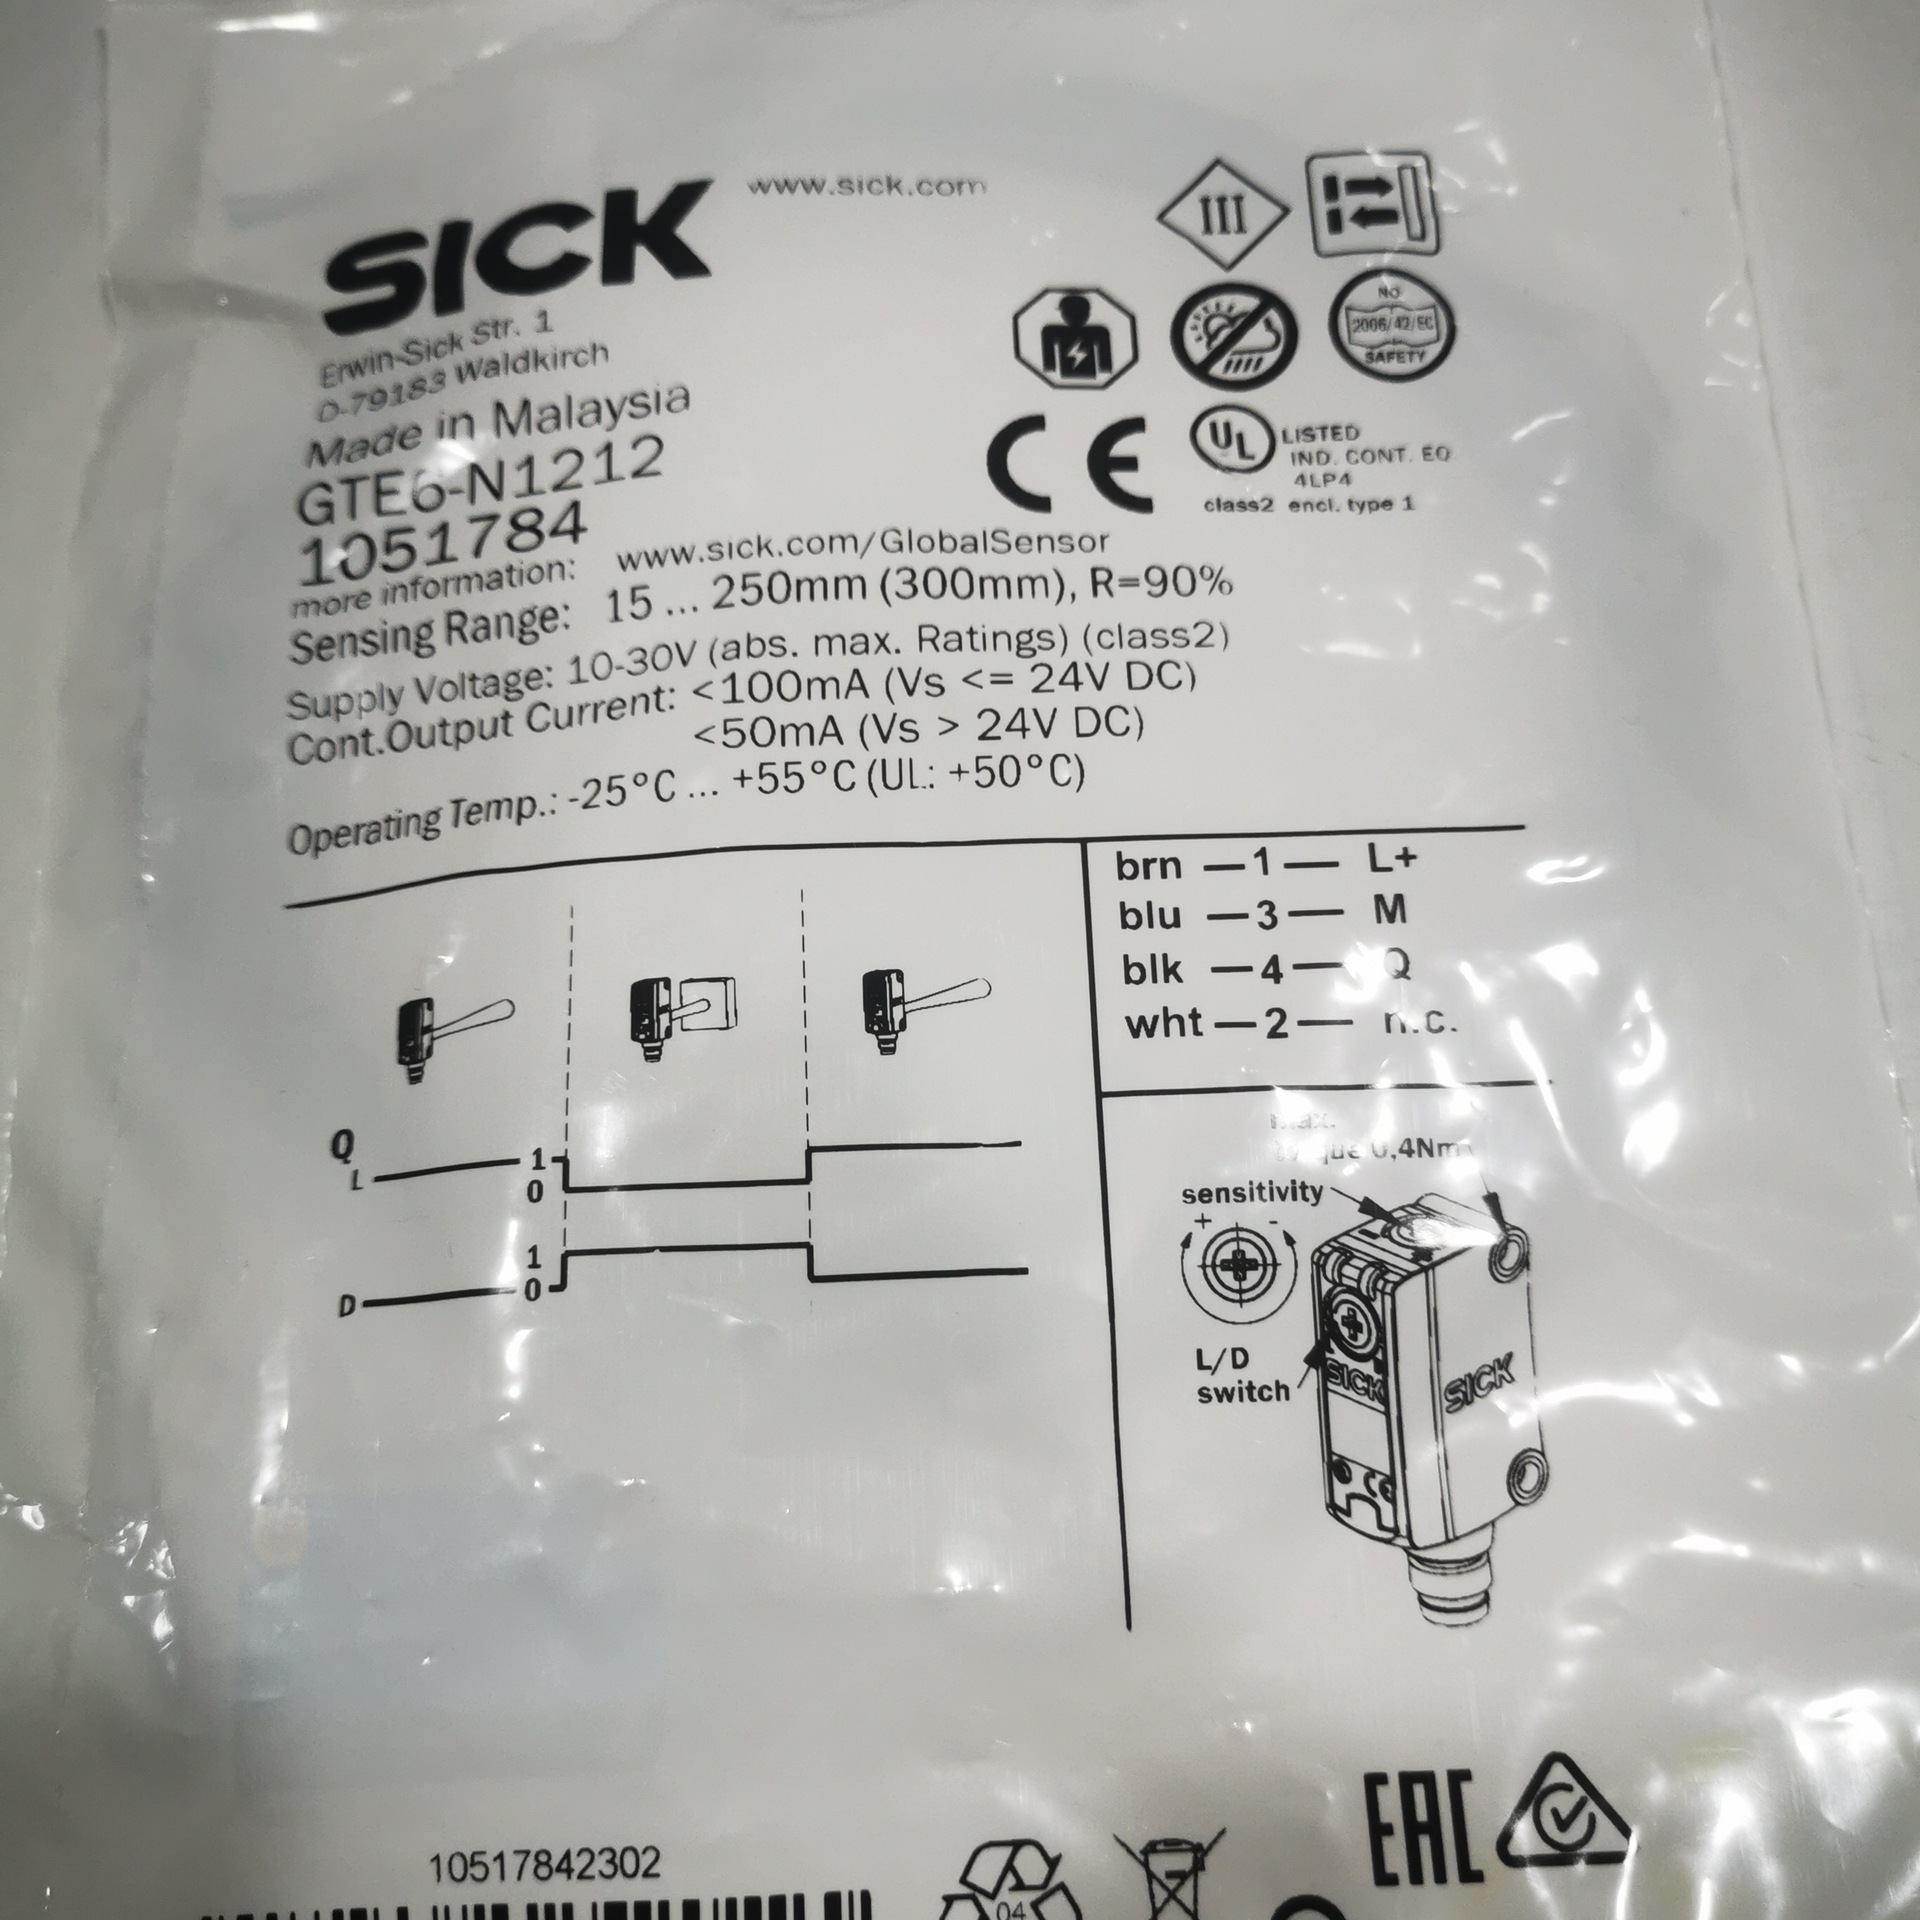 SICK
www.sick.com
III
Erwin-Sick Str. 1
D-79183 Waldkirch
Made in Malaysia
GTE6-N1212
1051784
NO
2006/42/EC
SAFETY
CE
UL
LISTED
IND. CONT. EQ
4LP4
class2 encl. type 1
more information: www.sick.com/GlobalSensor
Sensing Range: 15 ... 250mm (300mm), R=90%
Supply Voltage: 10-30V (abs. max. Ratings) (class2)
Cont.Output Current: <100mA (Vs <= 24V DC)
<50mA (Vs > 24V DC)
Operating Temp.: -25°C ... +55°C (UL: +50°C)
brn —1— L+
blu —3— M
blk —4— Q
wht —2— n.c.
Q
L
1
0
D
1
0
max.
0,4Nm
sensitivity
+ -
L/D
switch
SICK
SICK
CE
EAC
10517842302
04